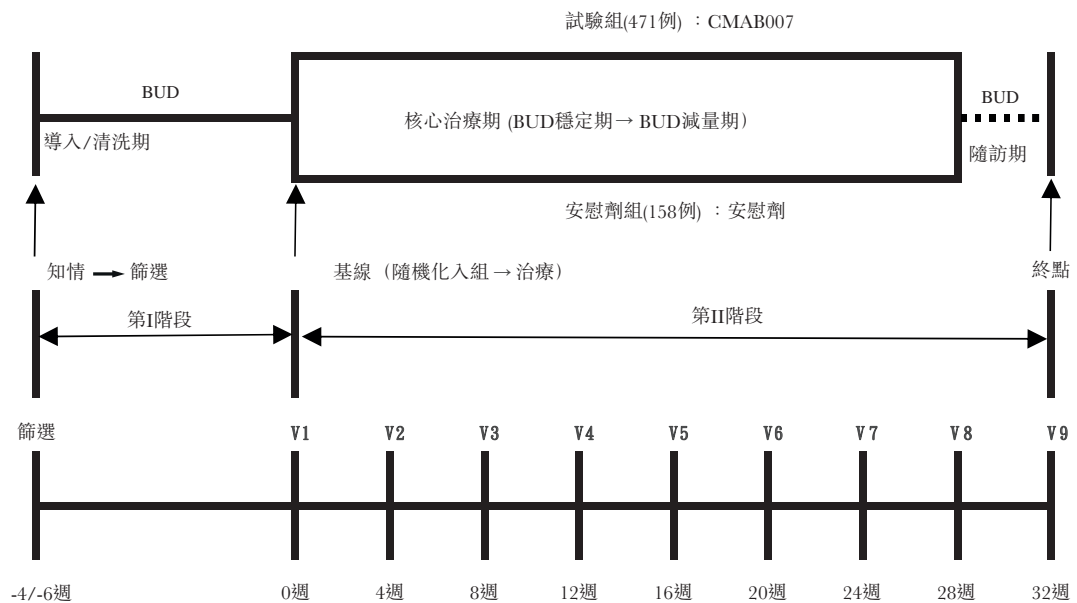 試驗組(471例) ：CMAB007
BUD
導入/清洗期
核心治療期 (BUD穩定期→ BUD減量期)
BUD
隨訪期
安慰劑組(158例) ：安慰劑
知情 → 篩選
基線（隨機化入組 → 治療）
終點
第I階段
第II階段
篩選 V1 V2 V3 V4 V5 V6 V7 V8 V9
-4/-6週 0週 4週 8週 12週 16週 20週 24週 28週 32週